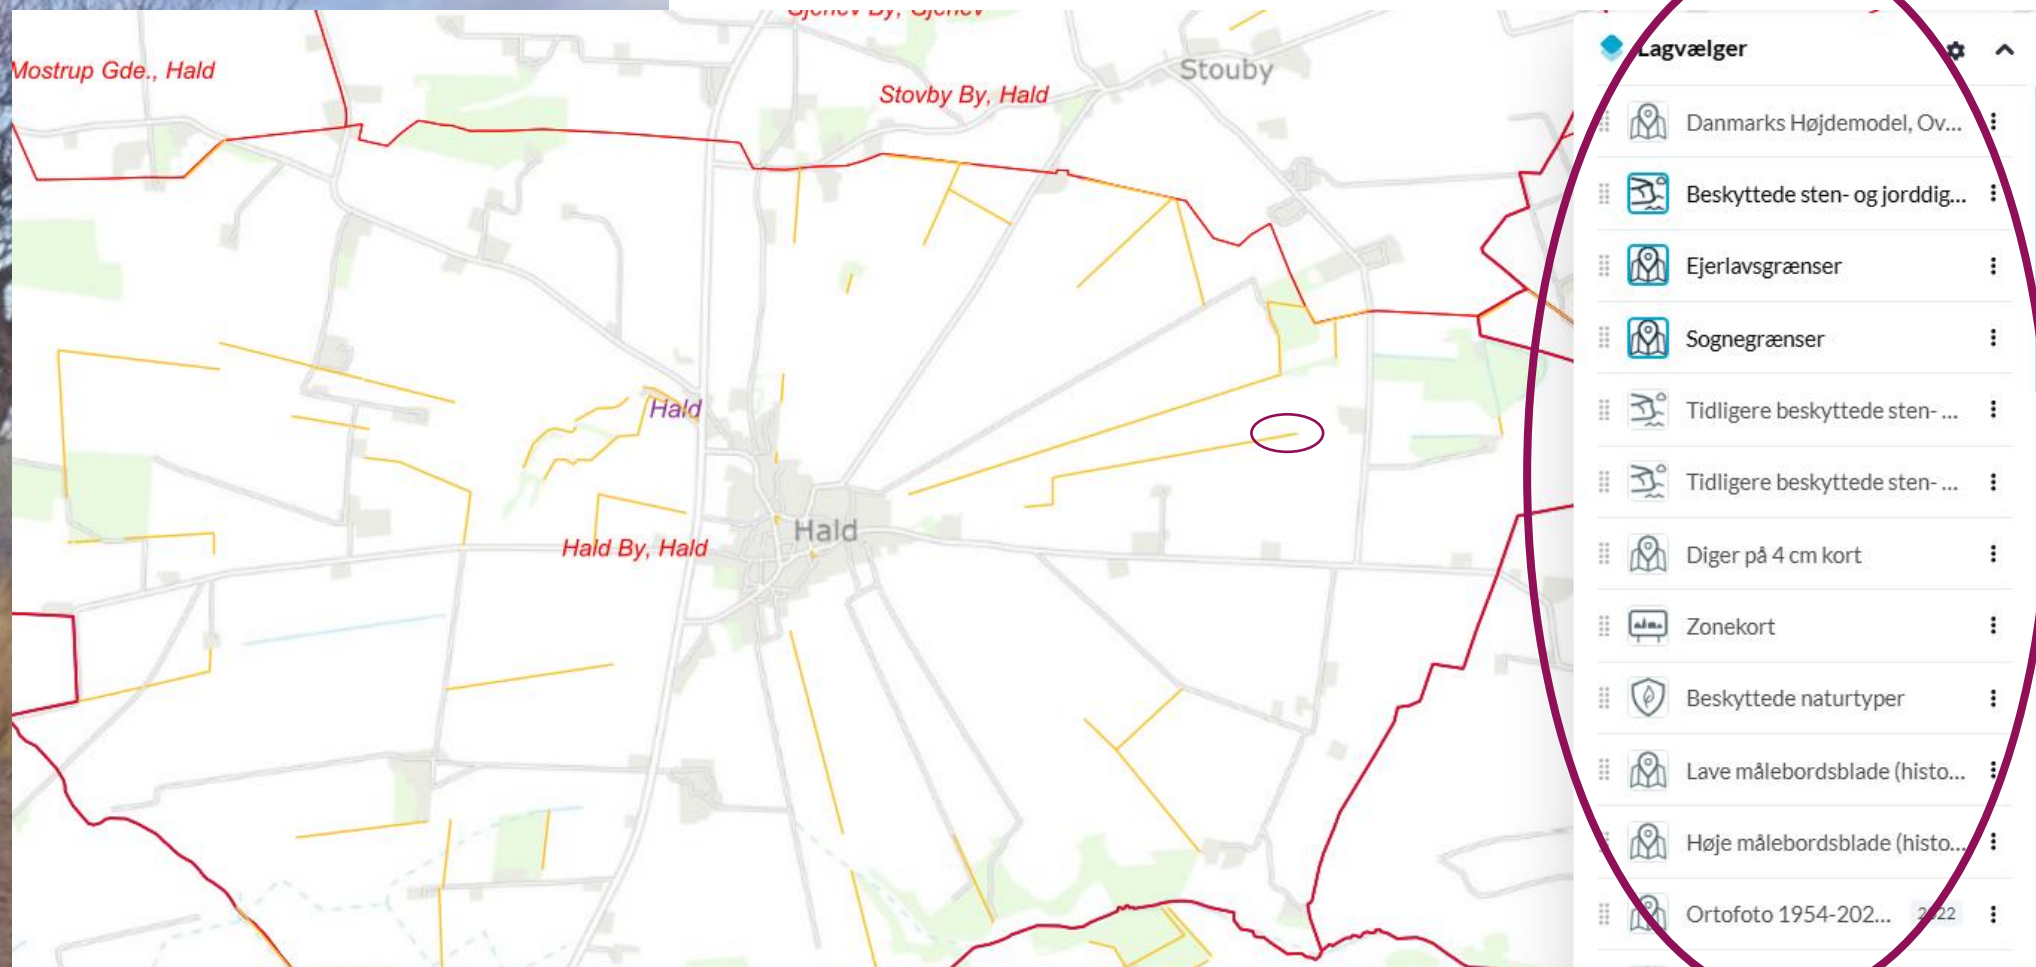 Mostrup Gde., Hald
Stovby By, Hald
Stouby
Hald
Hald
Hald By, Hald
Lagvælger
Danmarks Højdemodel, Ov...
Beskyttede sten- og jorddig...
Ejerlavsgrænser
Sognegrænser
Tidligere beskyttede sten- ...
Tidligere beskyttede sten- ...
Diger på 4 cm kort
Zonekort
Beskyttede naturtyper
Lave målebordsblade (histo...
Høje målebordsblade (histo...
Ortofoto 1954-202... 2022